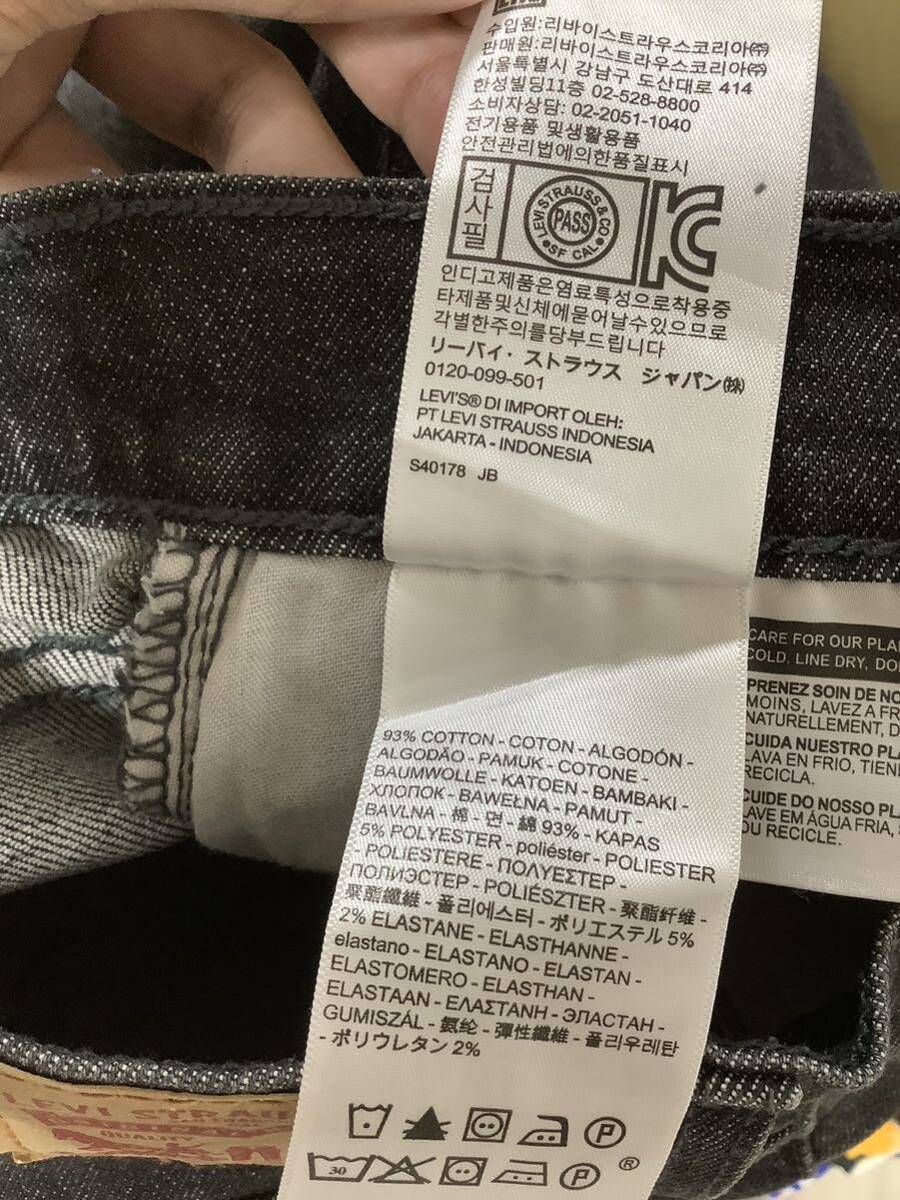 수입원:리바이스트라우스코리아㈜
판매원:리바이스트라우스코리아㈜
서울특별시 강남구 도산대로 414
한성빌딩11층 02-528-8800
소비자상담: 02-2051-1040
전기용품 및생활용품
안전관리법에의한품질표시
검사필
LEVI STRAUSS & CO
PASS
SF CAL
KC
인디고제품은염료특성으로착용중
타제품및신체에묻어날수있으므로
각별한주의를당부드립니다
リーバイ・ストラウス ジャパン㈱
0120-099-501
LEVI'S® DI IMPORT OLEH:
PT LEVI STRAUSS INDONESIA
JAKARTA - INDONESIA
S40178 JB
93% COTTON - COTON - ALGODÓN -
ALGODÃO - PAMUK - COTONE -
BAUMWOLLE - KATOEN - BAMBAKI -
ХЛОПОК - BAWEŁNA - PAMUT -
BAVLNA - 棉 - 면 - 綿 93% - KAPAS
5% POLYESTER - poliéster - POLIESTER
- POLIESTERE - ΠΟΛΥΕΣΤΕΡ -
ПОЛИЭСТЕР - POLIÉSZTER - 聚酯纤维 -
聚酯纖維 - 폴리에스터 - ポリエステル 5%
2% ELASTANE - ELASTHANNE -
elastano - ELASTANO - ELASTAN -
ELASTOMERO - ELASTHAN -
ELASTAAN - ΕΛΑΣΤΑΝΗ - ЭЛАСТАН -
GUMISZÁL - 氨纶 - 彈性纖維 - 폴리우레탄
- ポリウレタン 2%
P
30
P
®
CARE FOR OUR PLA
COLD. LINE DRY, DO
PRENEZ SOIN DE NO
MOINS, LAVEZ A FR
NATURELLEMENT, D
CUIDA NUESTRO PLA
LAVA EN FRIO, TIEN
RECICLA.
CUIDE DO NOSSO PL
LAVE EM ÁGUA FRIA,
OU RECICLE.
LEVI STRAU
QUALITY